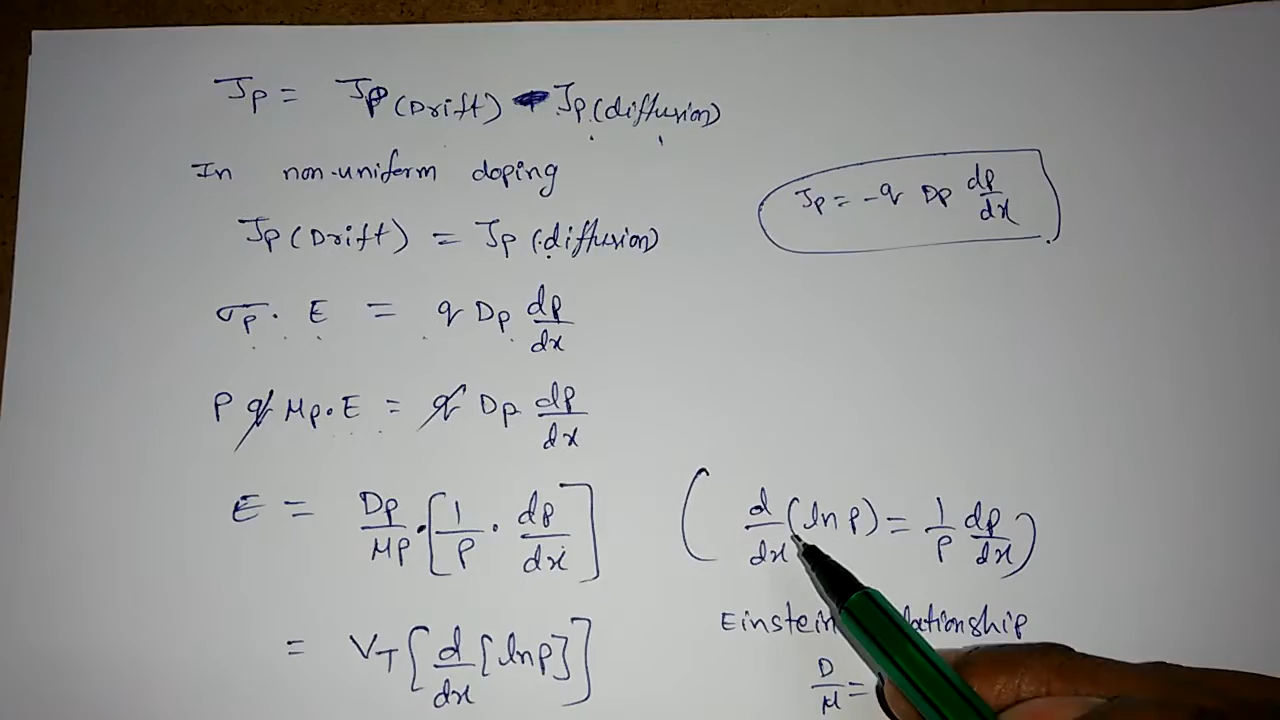 Jp = Jp (Drift) - Jp (diffusion)
In non-uniform doping
Jp = -q Dp dp/dx
Jp (Drift) = Jp (diffusion)
σp . E = q Dp dp/dx
P q μp . E = q Dp dp/dx
E = Dp/μp . [1/P . dp/dx]
( d/dx (ln p) = 1/P dp/dx )
Einstein
= VT [ d/dx [ln p] ]
D/μ =